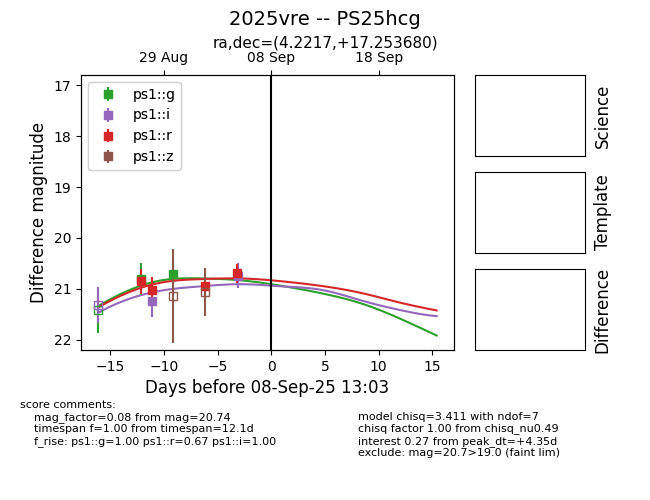 2025vre -- PS25hcg
ra,dec=(4.2217,+17.253680)
29 Aug 08 Sep 18 Sep
17
18
19
20
21
22
Difference magnitude
ps1::g
ps1::i
ps1::r
ps1::z
−15 −10 −5 0 5 10 15
Days before 08-Sep-25 13:03
Science
Template
Difference
score comments:
mag_factor=0.08 from mag=20.74
timespan f=1.00 from timespan=12.1d
f_rise: ps1::g=1.00 ps1::r=0.67 ps1::i=1.00
model chisq=3.411 with ndof=7
chisq factor 1.00 from chisq_nu0.49
interest 0.27 from peak_dt=+4.35d
exclude: mag=20.7>19.0 (faint lim)